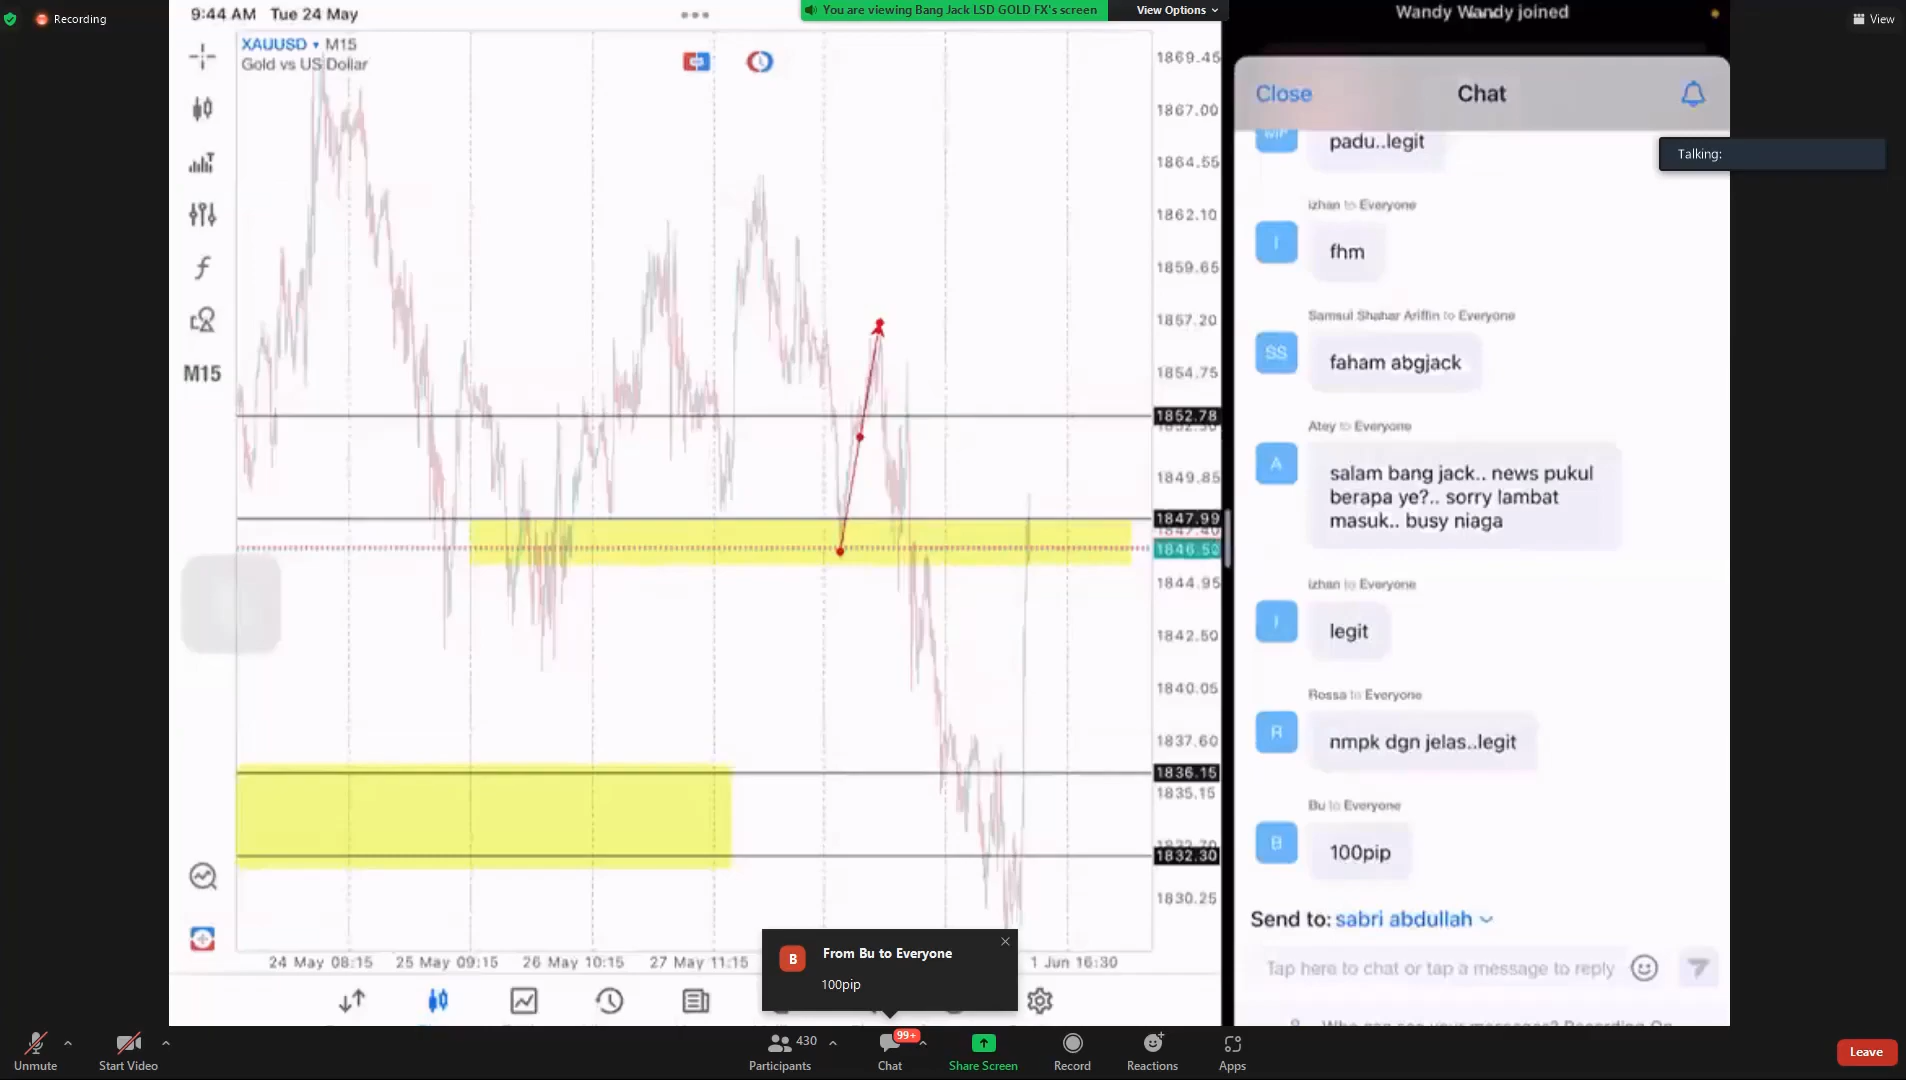 9:44 AM Tue 24 May
Recording
You are viewing Bang Jack LSD GOLD FX's screen
View Options
View
Wandy Wandy joined
XAUUSD M15
Gold vs US Dollar
M15
1869.45
1867.00
1864.55
1862.10
1859.65
1857.20
1854.75
1852.78
1849.85
1847.99
1846.50
1844.95
1842.50
1840.05
1837.60
1836.15
1835.15
1832.30
1830.25
24 May 08:15
25 May 09:15
26 May 10:15
27 May 11:15
1 Jun 16:30
Close
Chat
Talking:
padu..legit
izhan to Everyone
I
fhm
Samsul Shahar Ariffin to Everyone
SS
faham abgjack
Atey to Everyone
A
salam bang jack.. news pukul
berapa ye?.. sorry lambat
masuk.. busy niaga
izhan to Everyone
I
legit
Rossa to Everyone
R
nmpk dgn jelas..legit
Bu to Everyone
B
100pip
Send to: sabri abdullah
Tap here to chat or tap a message to reply
B
From Bu to Everyone
100pip
Unmute
Start Video
430
Participants
99+
Chat
Share Screen
Record
Reactions
Apps
Leave